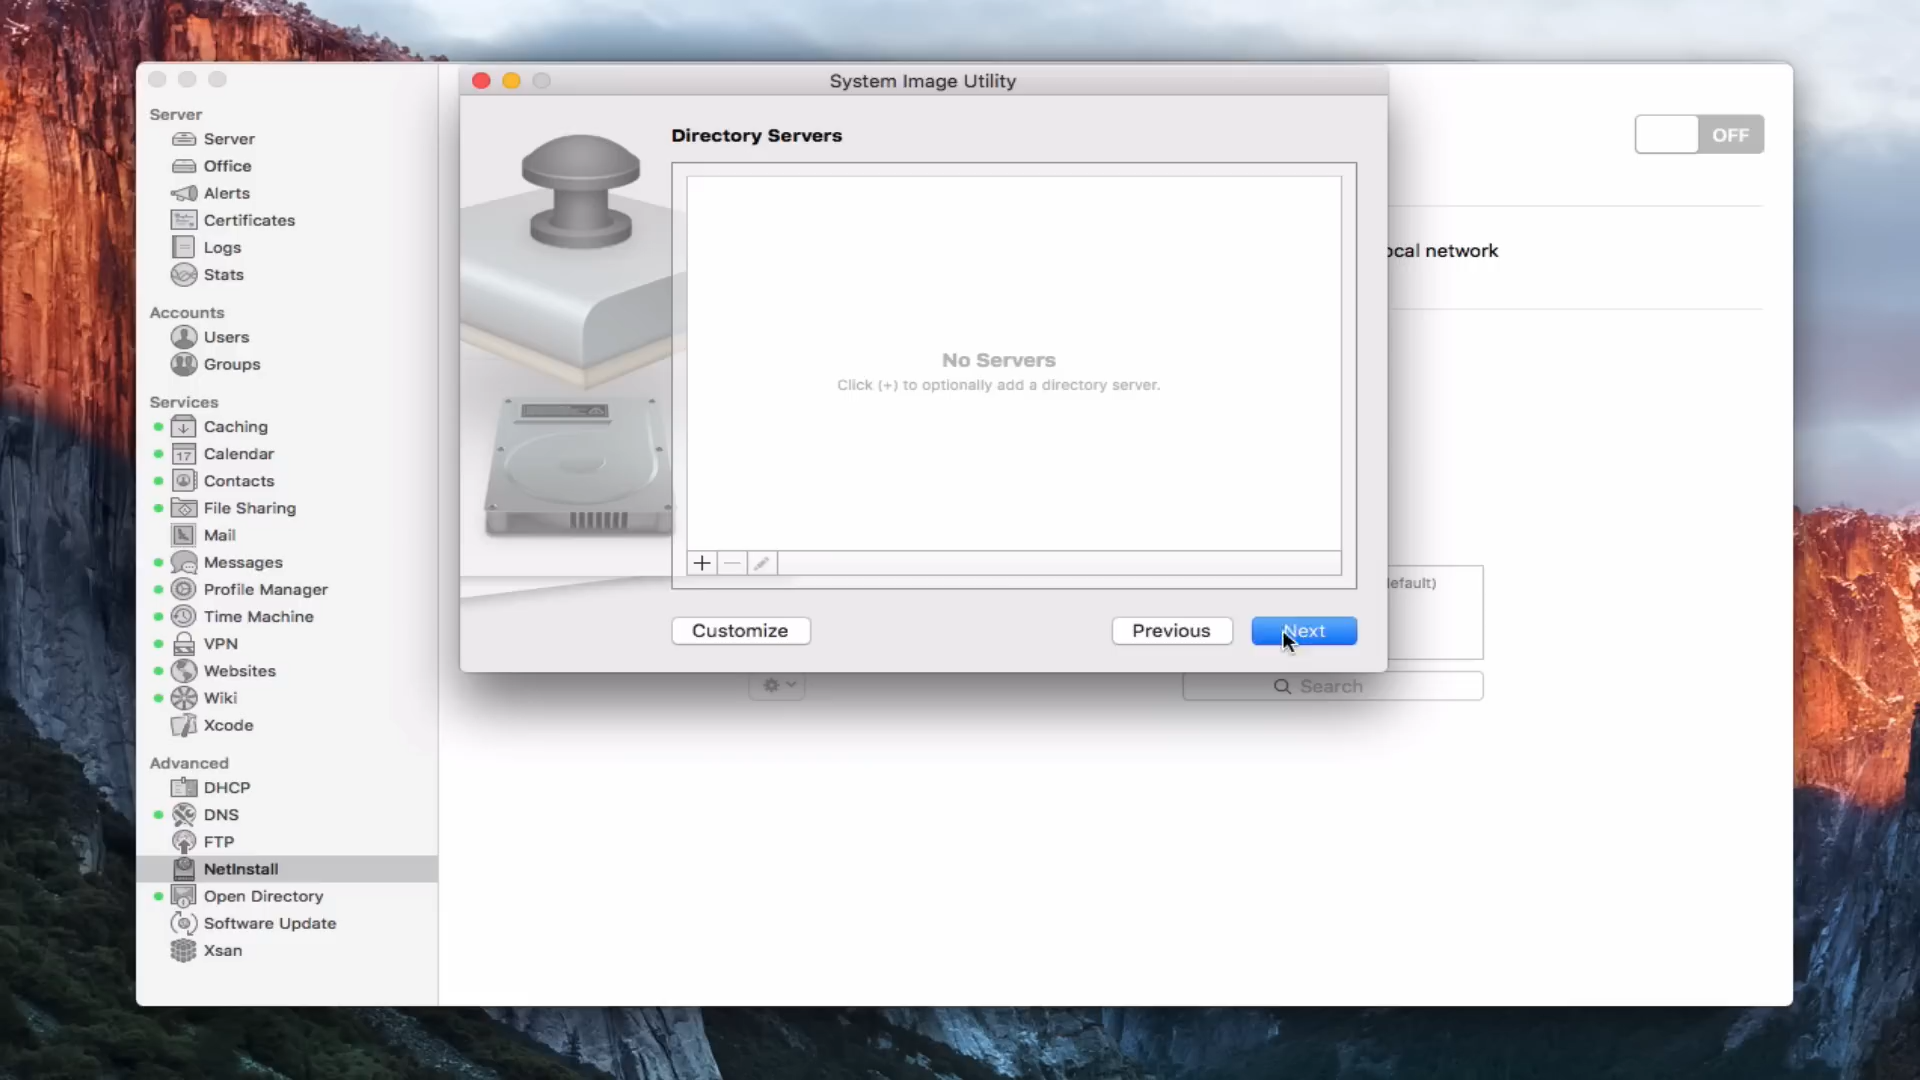 Server
Server
Office
Alerts
Certificates
Logs
Stats
Accounts
Users
Groups
Services
Caching
17 Calendar
Contacts
File Sharing
Mail
Messages
Profile Manager
Time Machine
VPN
Websites
Wiki
Xcode
Advanced
DHCP
DNS
FTP
NetInstall
Open Directory
Software Update
Xsan
System Image Utility
Directory Servers
No Servers
Click (+) to optionally add a directory server.
Customize
Previous
Next
OFF
ocal network
efault)
Search